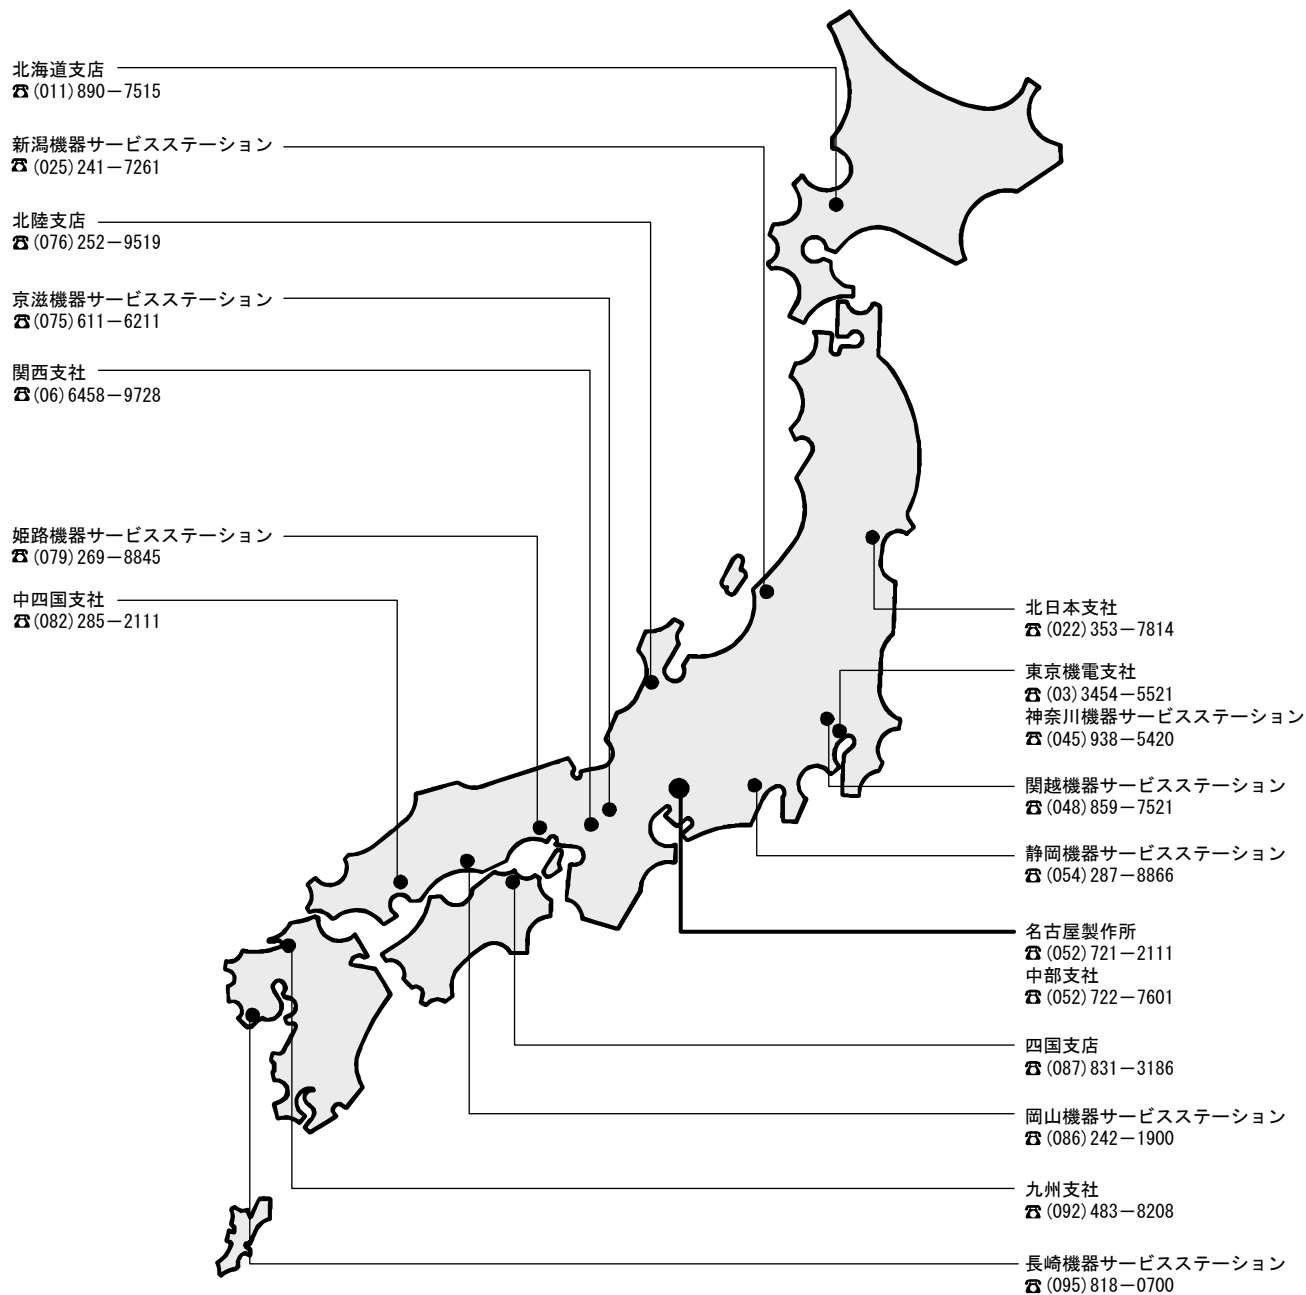 北海道支店
☎(011)890－7515
新潟機器サービスステーション
☎(025)241－7261
北陸支店
☎(076)252－9519
京滋機器サービスステーション
☎(075)611－6211
関西支社
☎(06)6458－9728
姫路機器サービスステーション
☎(079)269－8845
中四国支社
☎(082)285－2111
北日本支社
☎(022)353－7814
東京機電支社
☎(03)3454－5521
神奈川機器サービスステーション
☎(045)938－5420
関越機器サービスステーション
☎(048)859－7521
静岡機器サービスステーション
☎(054)287－8866
名古屋製作所
☎(052)721－2111
中部支社
☎(052)722－7601
四国支店
☎(087)831－3186
岡山機器サービスステーション
☎(086)242－1900
九州支社
☎(092)483－8208
長崎機器サービスステーション
☎(095)818－0700